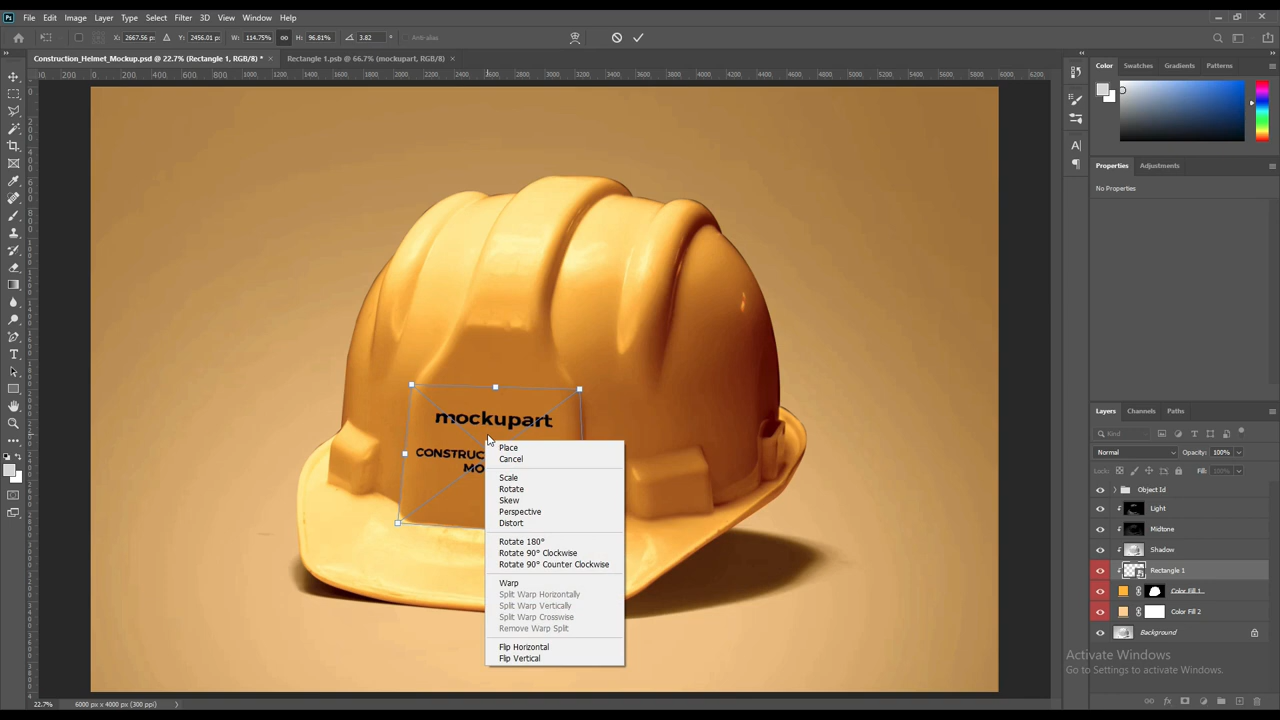 Ps File Edit Image Layer Type Select Filter 3D View Window Help
X: 2667.56 px Y: 2456.01 px W: 114.75% H: 96.81% 3.82 ° Anti-alias
Construction_Helmet_Mockup.psd @ 22.7% (Rectangle 1, RGB/8) * × Rectangle 1.psb @ 66.7% (mockupart, RGB/8) ×
mockupart
CONSTRUC
MO
Place
Cancel
Scale
Rotate
Skew
Perspective
Distort
Rotate 180°
Rotate 90° Clockwise
Rotate 90° Counter Clockwise
Warp
Split Warp Horizontally
Split Warp Vertically
Split Warp Crosswise
Remove Warp Split
Flip Horizontal
Flip Vertical
Color Swatches Gradients Patterns
Properties Adjustments
No Properties
Layers Channels Paths
Kind
Normal Opacity: 100%
Lock: Fill: 100%
Object Id
Light
Midtone
Shadow
Rectangle 1
Color Fill 1
Color Fill 2
Background
Activate Windows
Go to Settings to activate Windows.
22.7% 6000 px x 4000 px (300 ppi)